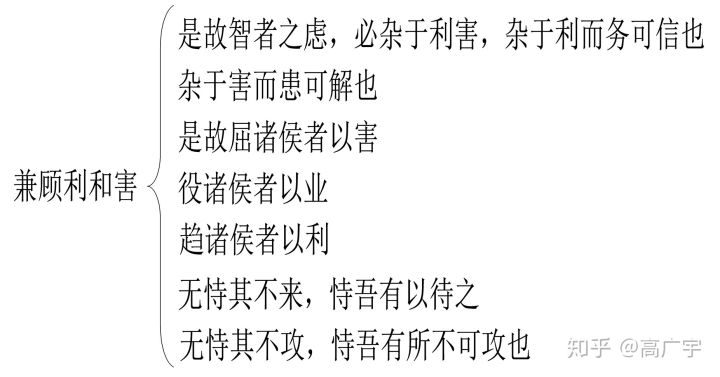 是故智者之虑，必杂于利害，杂于利而务可信也
杂于害而患可解也
是故屈诸侯者以害
兼顾利和害
役诸侯者以业
趋诸侯者以利
无恃其不来，恃吾有以待之
无恃其不攻，恃吾有所不可攻也
知乎 @高广宇